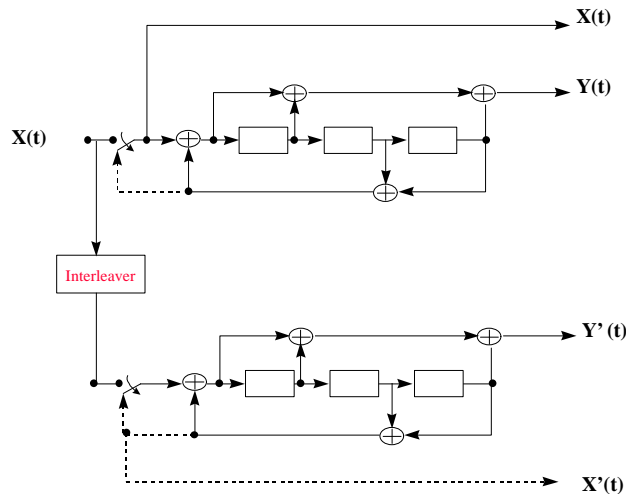 X(t)
Y(t)
X(t)
Interleaver
Y' (t)
X'(t)